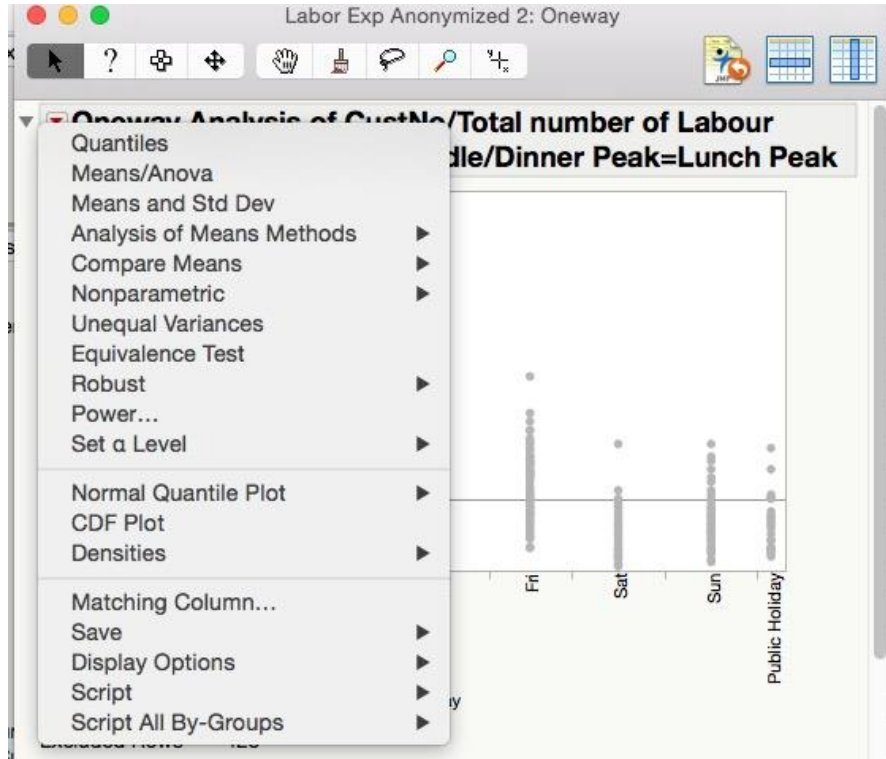 Labor Exp Anonymized 2: Oneway
?
JMP
Oneway Analysis of CustNo/Total number of Labour
dle/Dinner Peak=Lunch Peak
Quantiles
Means/Anova
Means and Std Dev
Analysis of Means Methods
Compare Means
Nonparametric
Unequal Variances
Equivalence Test
Robust
Power...
Set α Level
Normal Quantile Plot
CDF Plot
Densities
Matching Column...
Save
Display Options
Script
Script All By-Groups
Fri
Sat
Sun
Public Holiday
ay